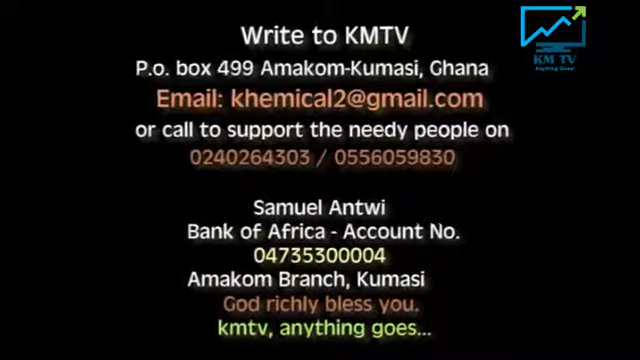 Write to KMTV
P.o. box 499 Amakom-Kumasi, Ghana
Email: khemical2@gmail.com
or call to support the needy people on
0240264303 / 0556059830
Samuel Antwi
Bank of Africa - Account No.
04735300004
Amakom Branch, Kumasi
God richly bless you.
kmtv, anything goes...
KM TV
Anything Goes!